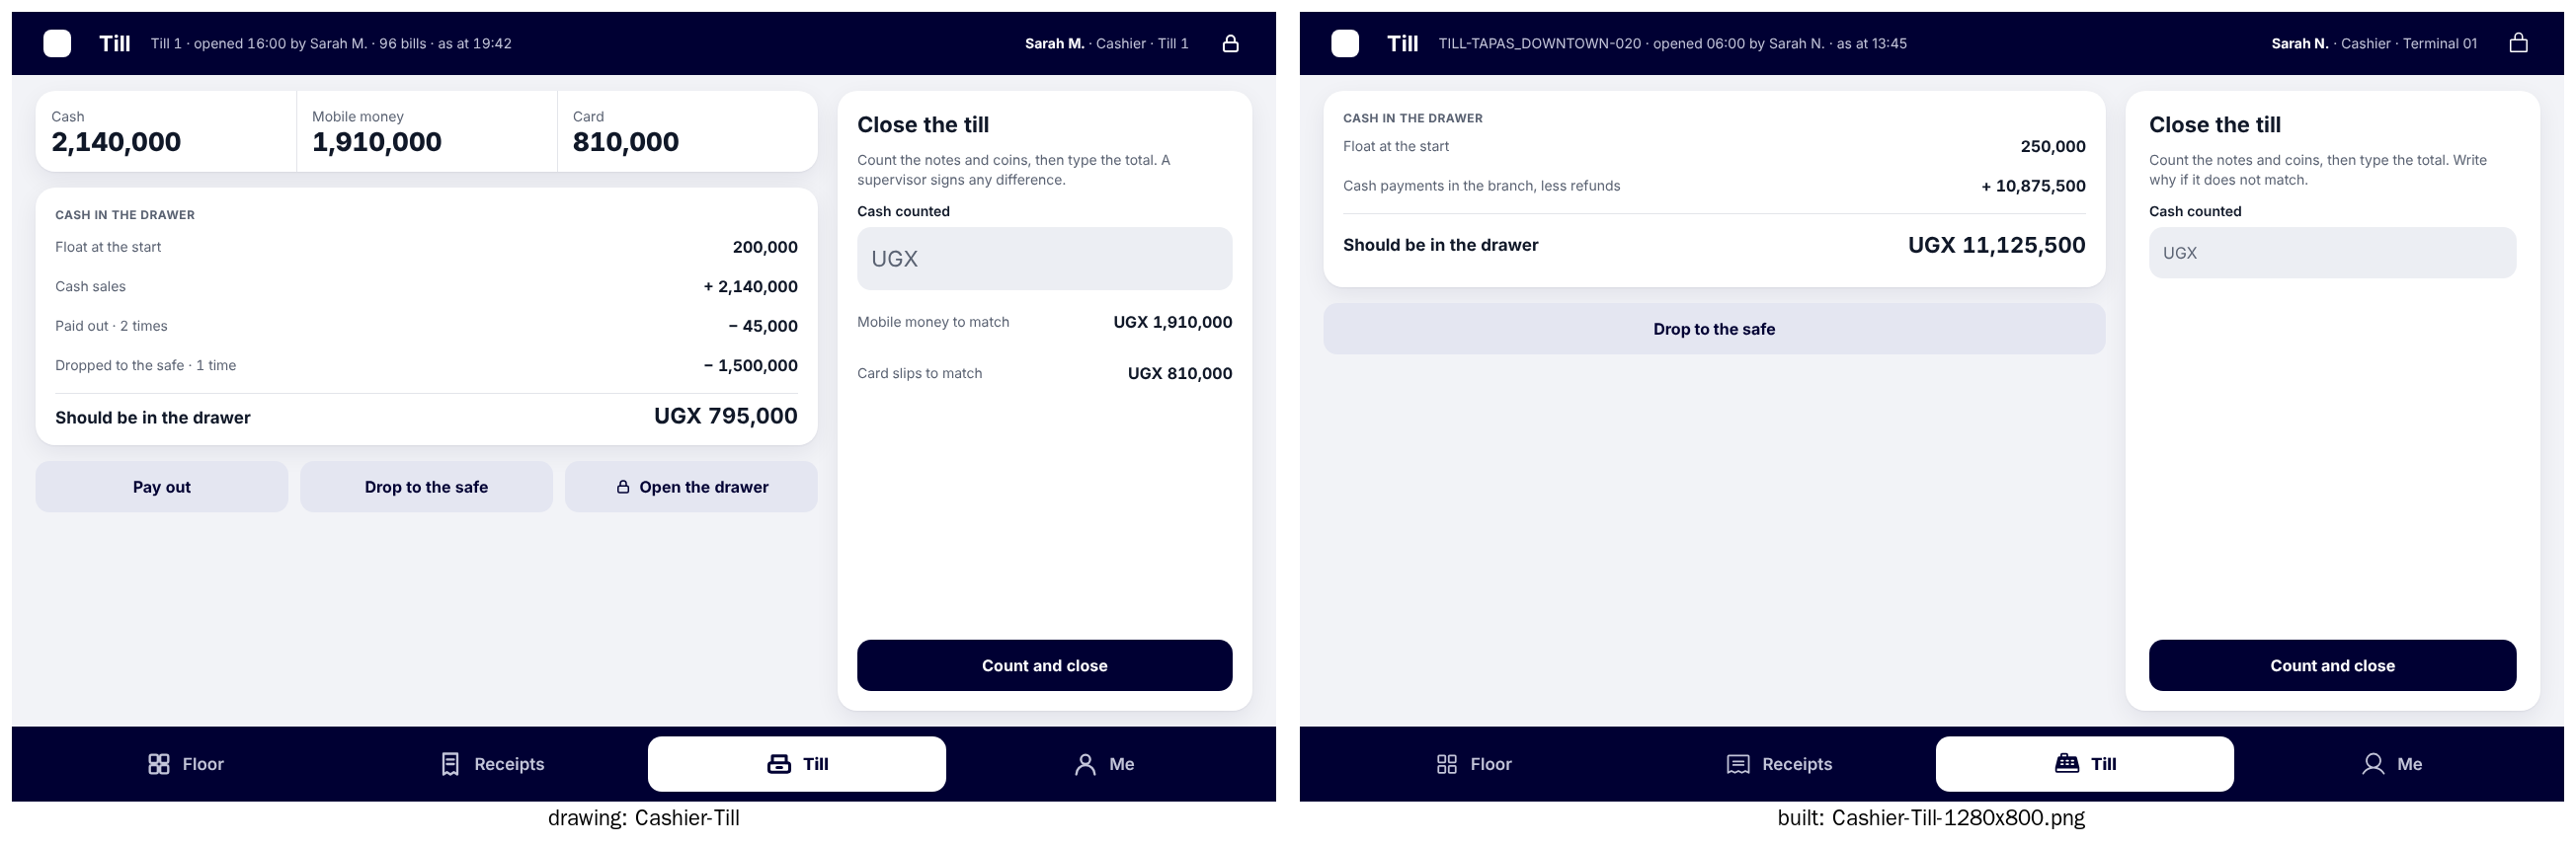 Till
Till 1 · opened 16:00 by Sarah M. · 96 bills · as at 19:42
Sarah M. · Cashier · Till 1
Cash
2,140,000
Mobile money
1,910,000
Card
810,000
CASH IN THE DRAWER
Float at the start 200,000
Cash sales + 2,140,000
Paid out · 2 times − 45,000
Dropped to the safe · 1 time − 1,500,000
Should be in the drawer UGX 795,000
Pay out
Drop to the safe
Open the drawer
Close the till
Count the notes and coins, then type the total. A
supervisor signs any difference.
Cash counted
UGX
Mobile money to match UGX 1,910,000
Card slips to match UGX 810,000
Count and close
Floor
Receipts
Till
Me
drawing: Cashier-Till
Till
TILL-TAPAS_DOWNTOWN-020 · opened 06:00 by Sarah N. · as at 13:45
Sarah N. · Cashier · Terminal 01
CASH IN THE DRAWER
Float at the start 250,000
Cash payments in the branch, less refunds + 10,875,500
Should be in the drawer UGX 11,125,500
Drop to the safe
Close the till
Count the notes and coins, then type the total. Write
why if it does not match.
Cash counted
UGX
Count and close
Floor
Receipts
Till
Me
built: Cashier-Till-1280x800.png